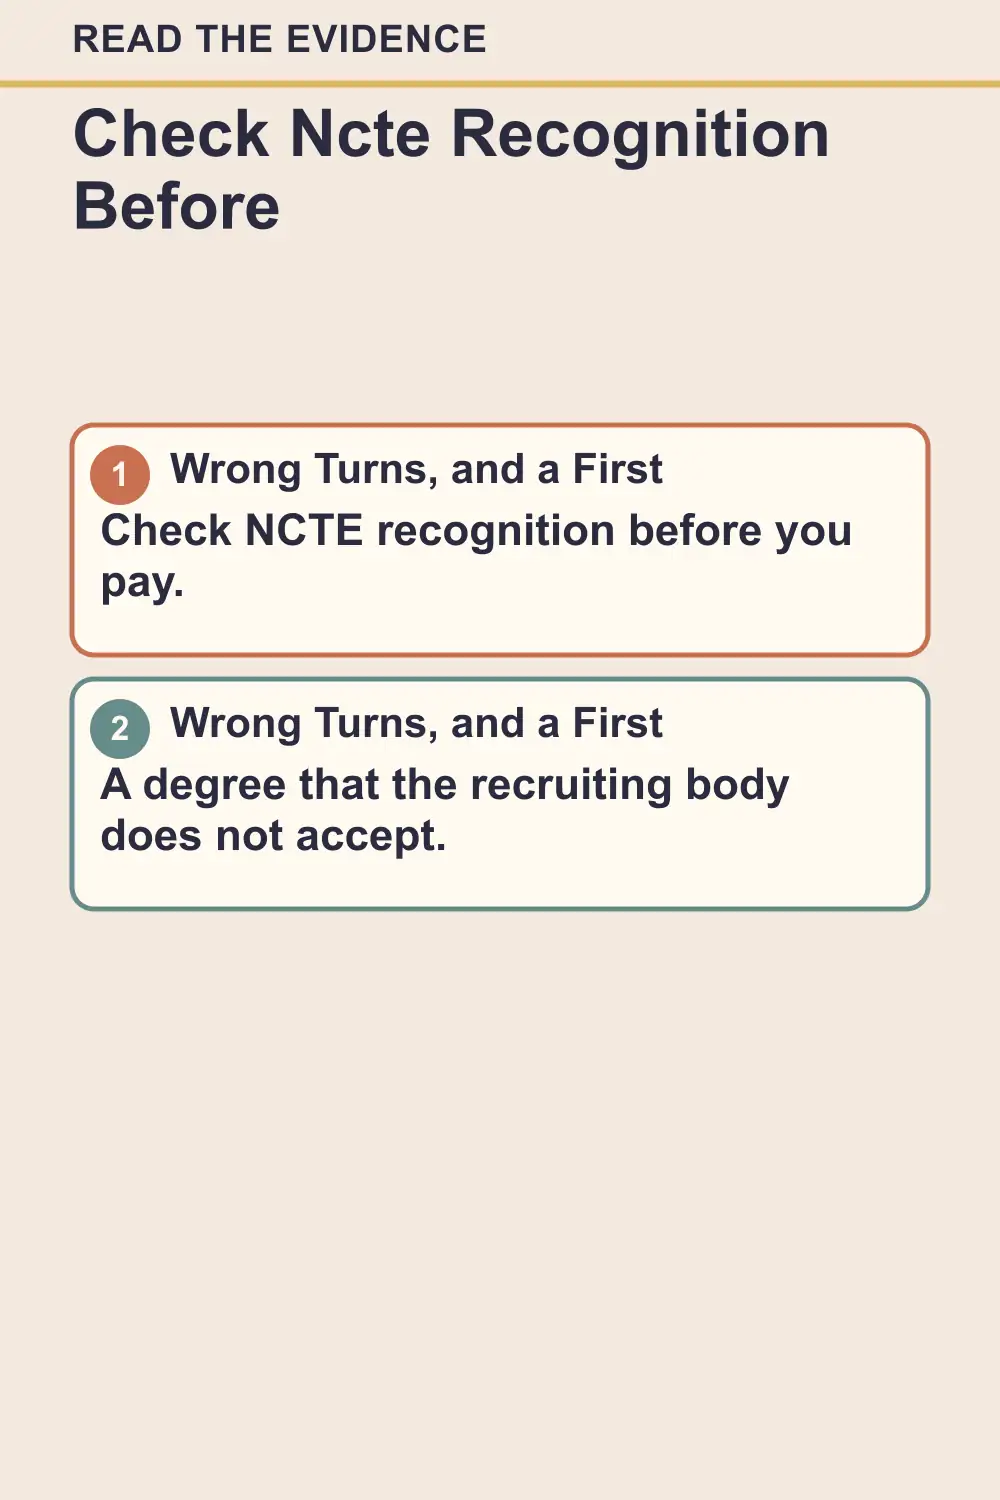 READ THE EVIDENCE
Check Ncte Recognition
Before
1 Wrong Turns, and a First
Check NCTE recognition before you
pay.
2 Wrong Turns, and a First
A degree that the recruiting body
does not accept.